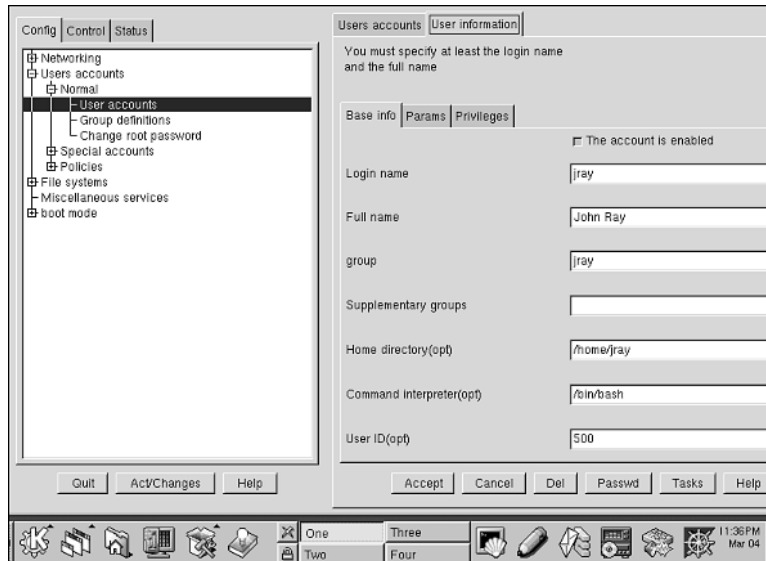 Config Control Status
Networking
Users accounts
Normal
User accounts
Group definitions
Change root password
Special accounts
Policies
File systems
Miscellaneous services
boot mode
Quit Act/Changes Help
Users accounts User information
You must specify at least the login name
and the full name
Base info Params Privileges
The account is enabled
Login name jray
Full name John Ray
group jray
Supplementary groups
Home directory(opt) /home/jray
Command interpreter(opt) /bin/bash
User ID(opt) 500
Accept Cancel Del Passwd Tasks Help
One Three
Two Four
11:36PM
Mar 04